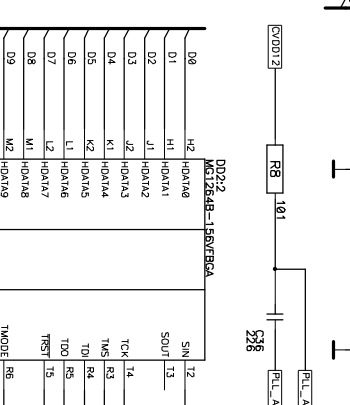 DD2:2
MG1264B-156VFBGA
D0 H2 HDATA0
D1 H1 HDATA1
D2 J1 HDATA2
D3 J2 HDATA3
D4 K1 HDATA4
D5 K2 HDATA5
D6 L1 HDATA6
D7 L2 HDATA7
D8 M1 HDATA8
D9 M2 HDATA9
SIN T2
SOUT T3
TCK T4
TMS R3
TDI R4
TDO R5
TRST T5
TMODE R6
CVDD12
R8
101
C36
226
PLL_A
PLL_A